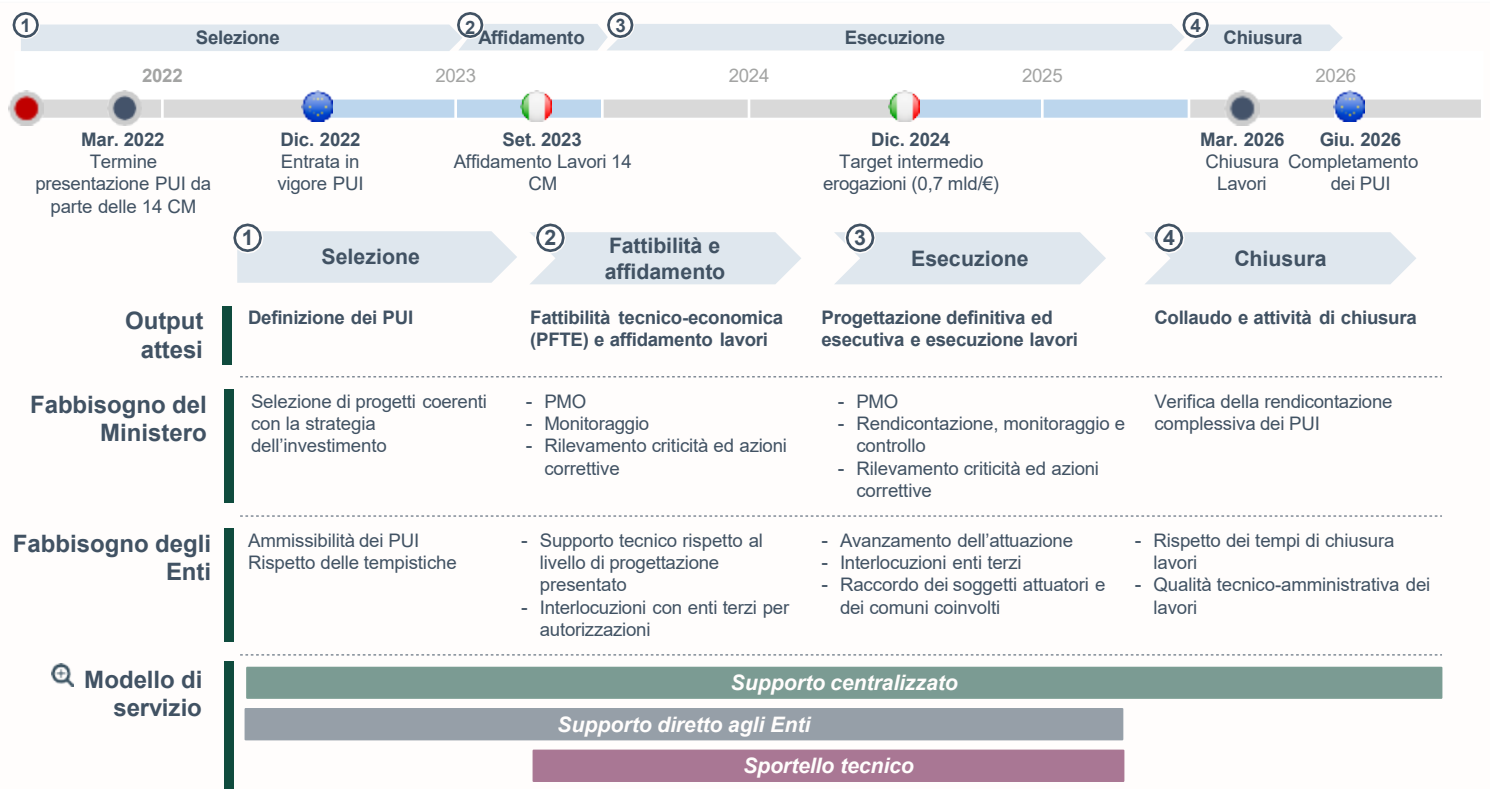 1
Selezione
2
Affidamento
3
Esecuzione
4
Chiusura
2022
2023
2024
2025
2026
Mar. 2022
Termine
presentazione PUI da
parte delle 14 CM
Dic. 2022
Entrata in
vigore PUI
Set. 2023
Affidamento Lavori 14
CM
Dic. 2024
Target intermedio
erogazioni (0,7 mld/€)
Mar. 2026
Chiusura
Lavori
Giu. 2026
Completamento
dei PUI
1
Selezione
2
Fattibilità e
affidamento
3
Esecuzione
4
Chiusura
Output
attesi
Definizione dei PUI
Fattibilità tecnico-economica
(PFTE) e affidamento lavori
Progettazione definitiva ed
esecutiva e esecuzione lavori
Collaudo e attività di chiusura
Fabbisogno del
Ministero
Selezione di progetti coerenti
con la strategia
dell'investimento
- PMO
- Monitoraggio
- Rilevamento criticità ed azioni
correttive
- PMO
- Rendicontazione, monitoraggio e
controllo
- Rilevamento criticità ed azioni
correttive
Verifica della rendicontazione
complessiva dei PUI
Fabbisogno degli
Enti
Ammissibilità dei PUI
Rispetto delle tempistiche
- Supporto tecnico rispetto al
livello di progettazione
presentato
- Interlocuzioni con enti terzi per
autorizzazioni
- Avanzamento dell'attuazione
- Interlocuzioni enti terzi
- Raccordo dei soggetti attuatori e
dei comuni coinvolti
- Rispetto dei tempi di chiusura
lavori
- Qualità tecnico-amministrativa dei
lavori
Modello di
servizio
Supporto centralizzato
Supporto diretto agli Enti
Sportello tecnico